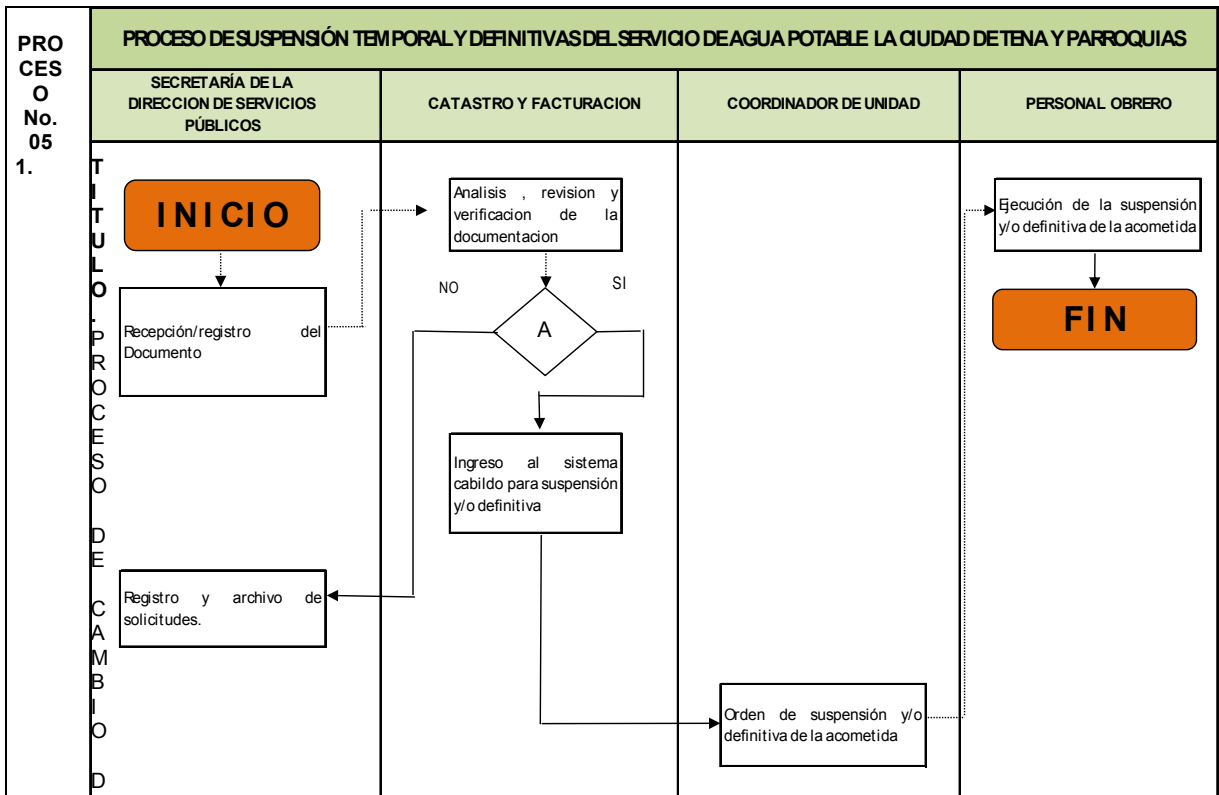 PRO
CES
O
No.
05
1.
PROCESO DE SUSPENSIÓN TEMPORAL Y DEFINITIVAS DEL SERVICIO DE AGUA POTABLE LA CIUDAD DE TENA Y PARROQUIAS
SECRETARÍA DE LA
DIRECCION DE SERVICIOS
PÚBLICOS
CATASTRO Y FACTURACION
COORDINADOR DE UNIDAD
PERSONAL OBRERO
T
I
T
U
L
O
.
P
R
O
C
E
S
O
D
E
C
A
M
B
I
O
D
INICIO
Recepción/registro del
Documento
Registro y archivo de
solicitudes.
Analisis , revision y
verificacion de la
documentacion
NO
SI
A
Ingreso al sistema
cabildo para suspensión
y/o definitiva
Orden de suspensión y/o
definitiva de la acometida
Ejecución de la suspensión
y/o definitiva de la acometida
FIN